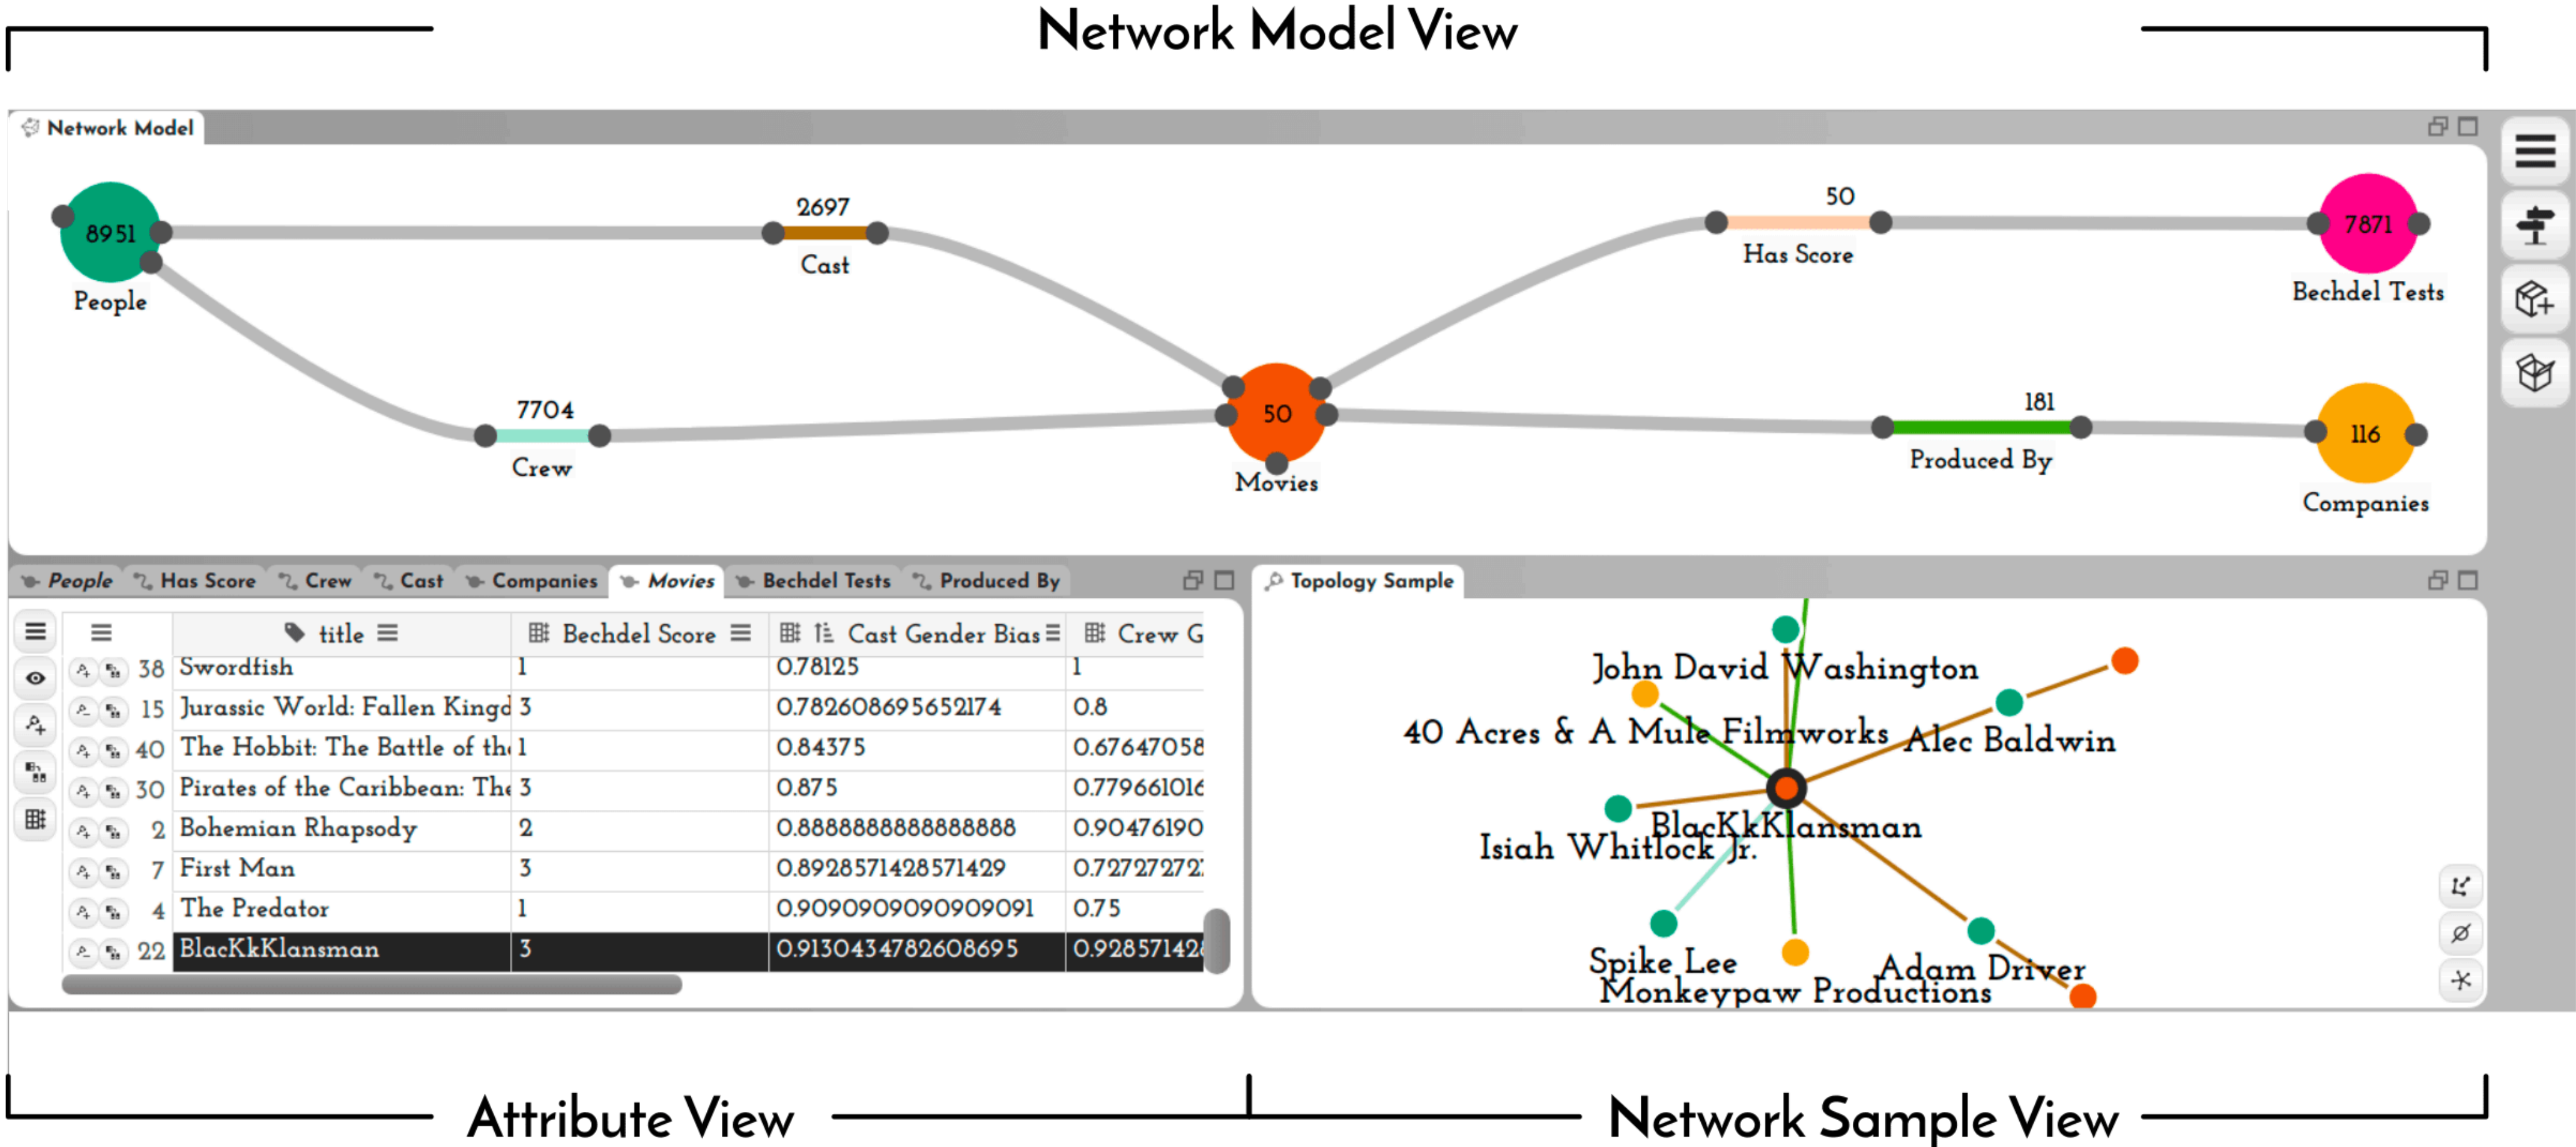 Network Model View
Network Model
2697
50
8951
7871
Cast
Has Score
People
Bechdel Tests
7704
181
50
116
Crew
Produced By
Movies
Companies
People Has Score Crew Cast Companies Movies Bechdel Tests Produced By
title Bechdel Score Cast Gender Bias Crew G
38 Swordfish 1 0.78125 1
15 Jurassic World: Fallen Kingd 3 0.782608695652174 0.8
40 The Hobbit: The Battle of the 1 0.84375 0.67647058
30 Pirates of the Caribbean: The 3 0.875 0.779661016
2 Bohemian Rhapsody 2 0.8888888888888888 0.90476190
7 First Man 3 0.8928571428571429 0.727272727
4 The Predator 1 0.9090909090909091 0.75
22 BlacKkKlansman 3 0.9130434782608695 0.928571428
Topology Sample
John David Washington
40 Acres & A Mule Filmworks
Alec Baldwin
BlacKkKlansman
Isiah Whitlock Jr.
Spike Lee
Adam Driver
Monkeypaw Productions
Attribute View
Network Sample View